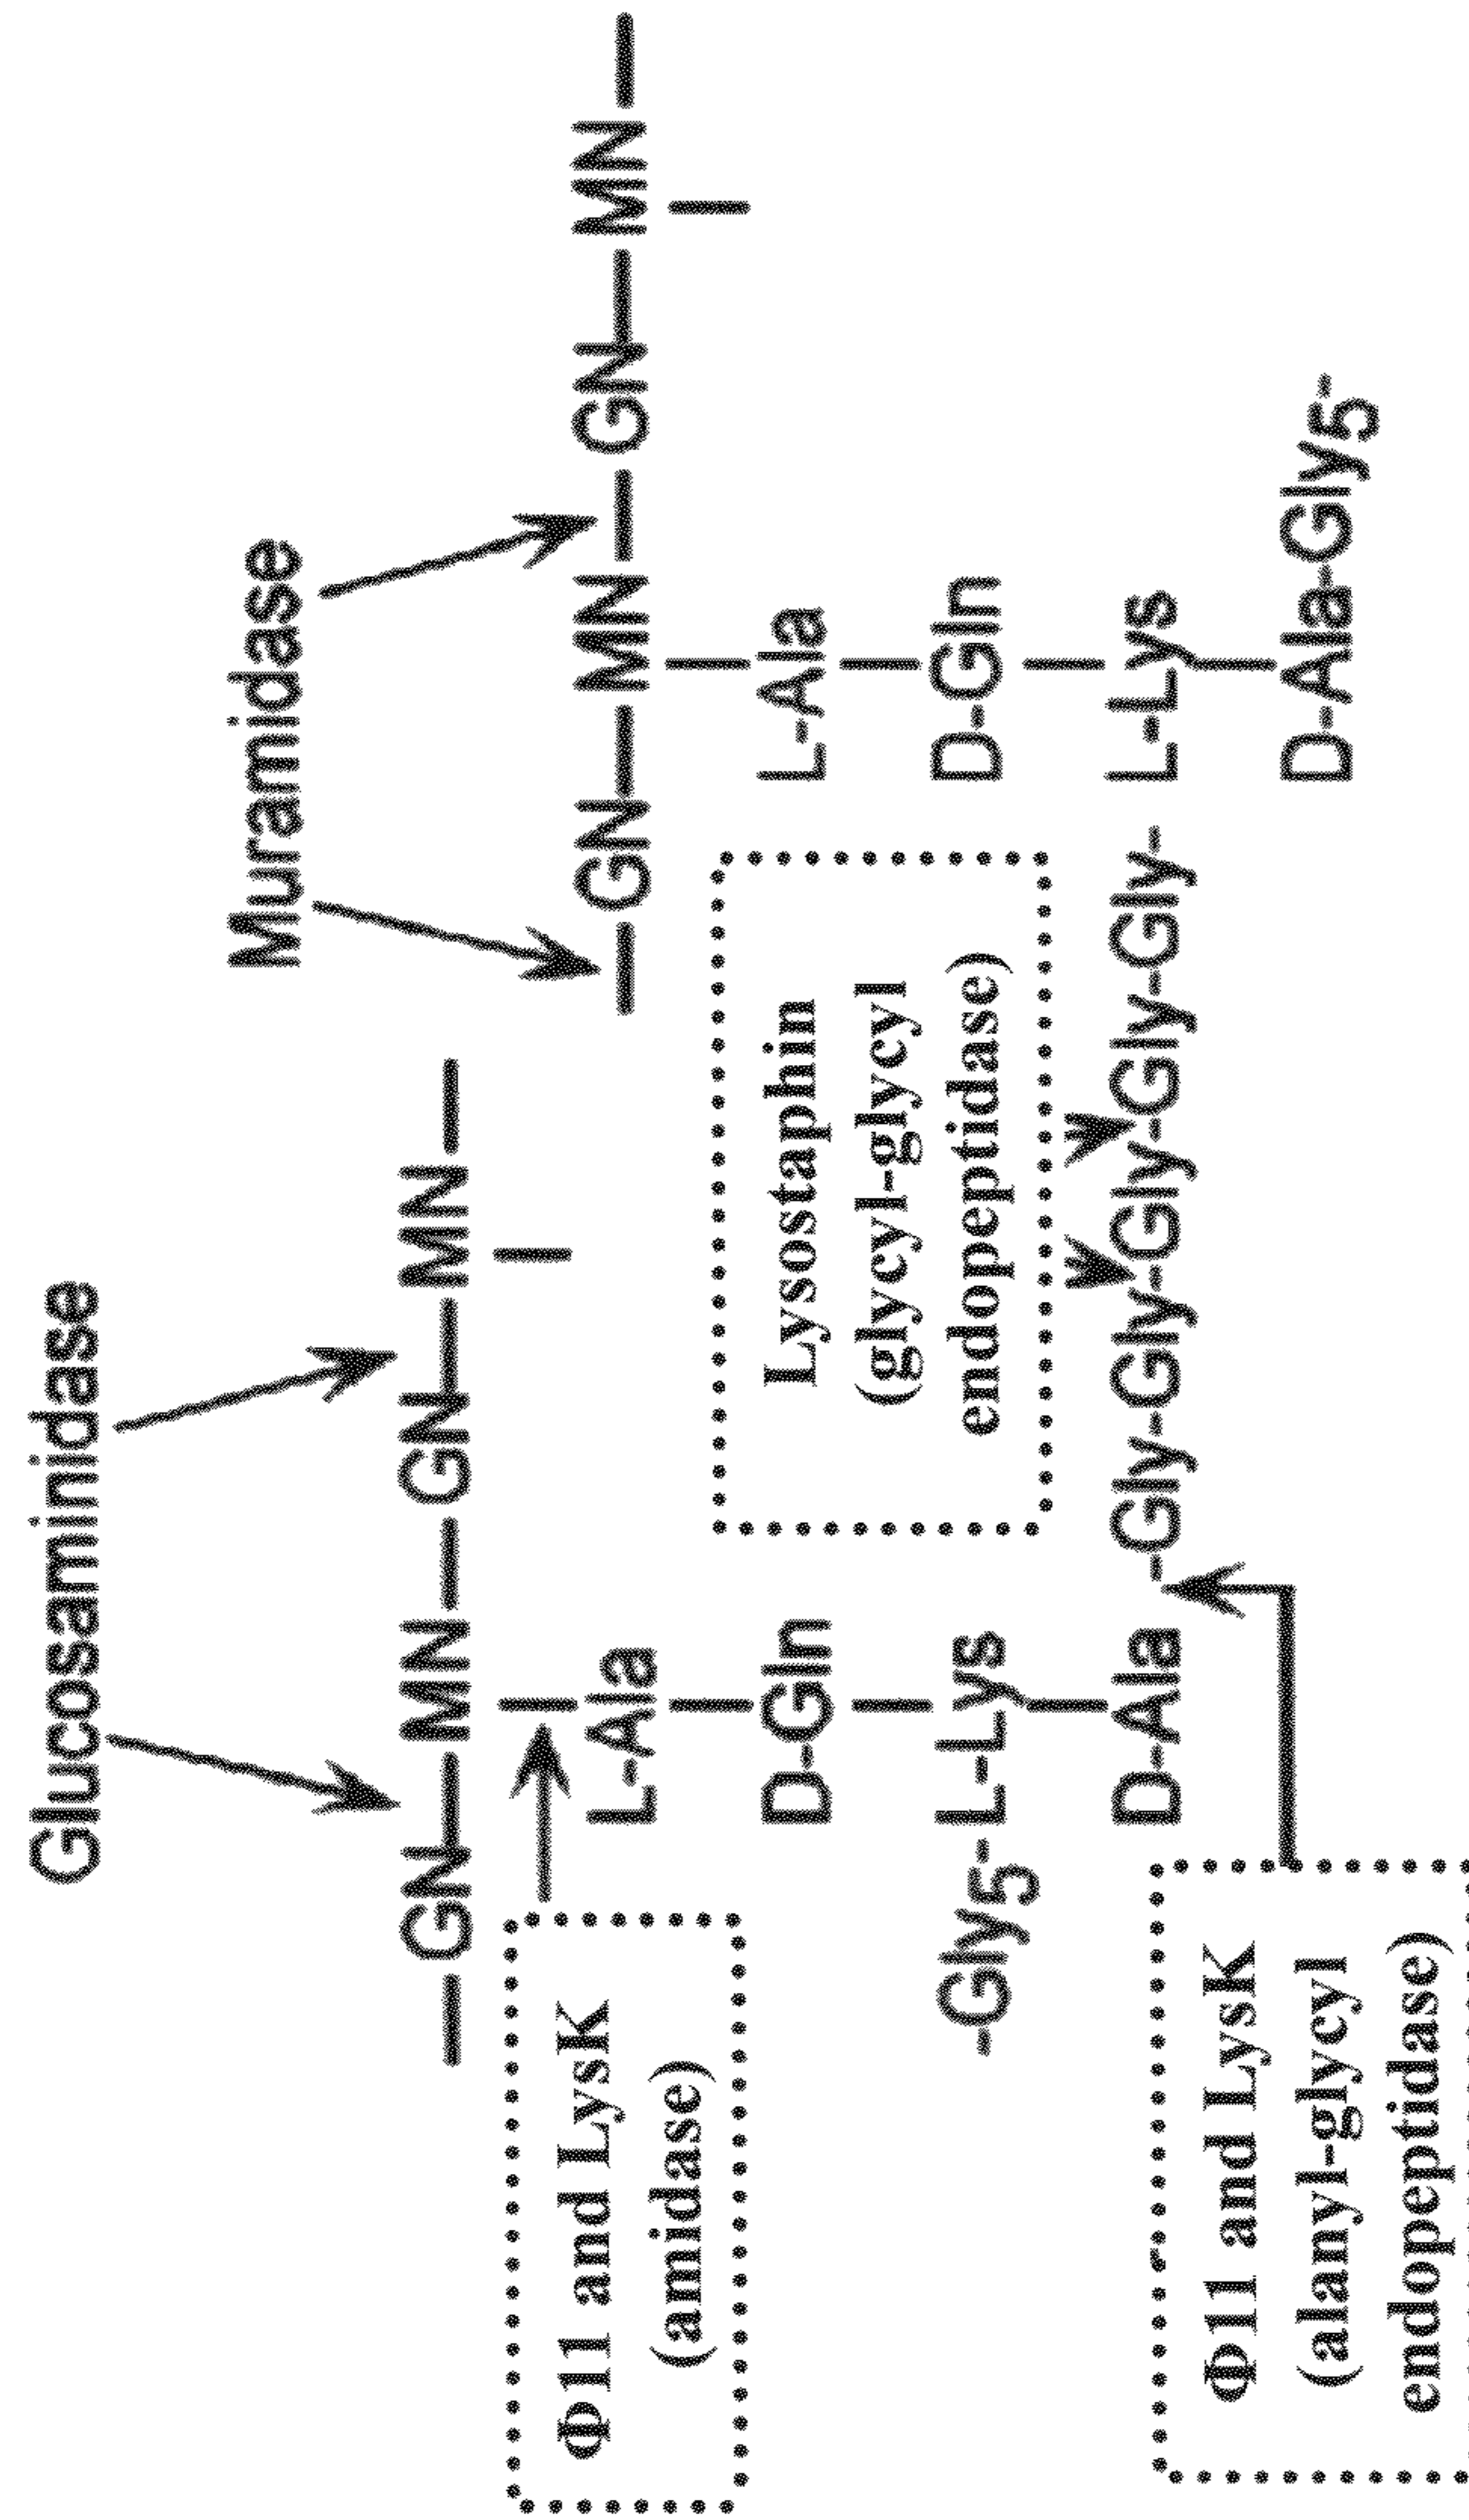 Glucosaminidase
Muramidase
—GN—MN—GN—MN—
—GN—MN—GN—MN—
Φ11 and LysK
(amidase)
L-Ala
D-Gln
-Gly5-L-Lys
D-Ala
Lysostaphin
(glycyl-glycyl
endopeptidase)
L-Ala
D-Gln
-Gly-Gly-Gly-Gly-Gly- L-Lys
D-Ala-Gly5-
Φ11 and LysK
(alanyl-glycyl
endopeptidase)